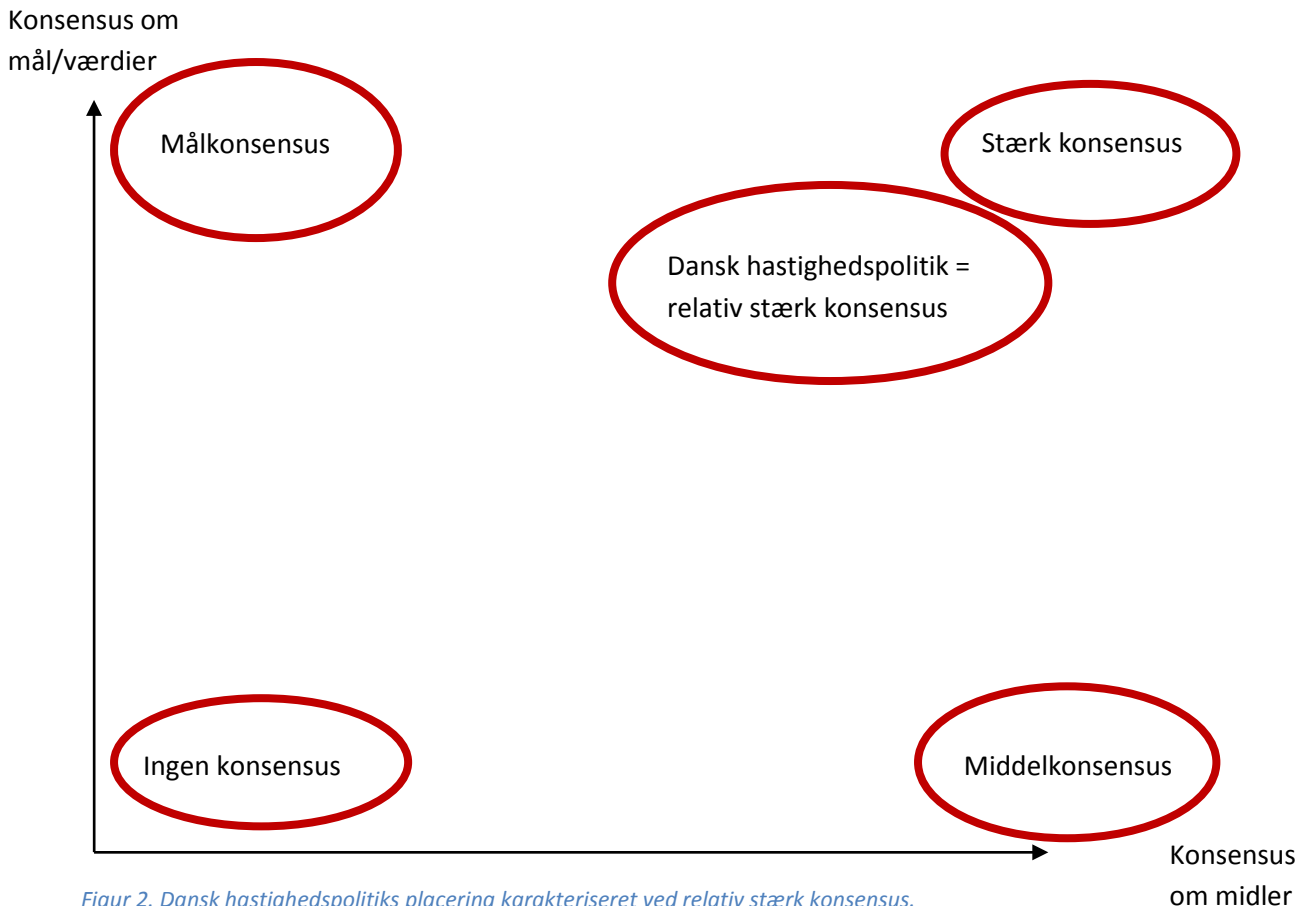 Konsensus om
mål/værdier
Målkonsensus
Stærk konsensus
Dansk hastighedspolitik =
relativ stærk konsensus
Ingen konsensus
Middelkonsensus
Konsensus
om midler
Figur 2. Dansk hastighedspolitiks placering karakteriseret ved relativ stærk konsensus.